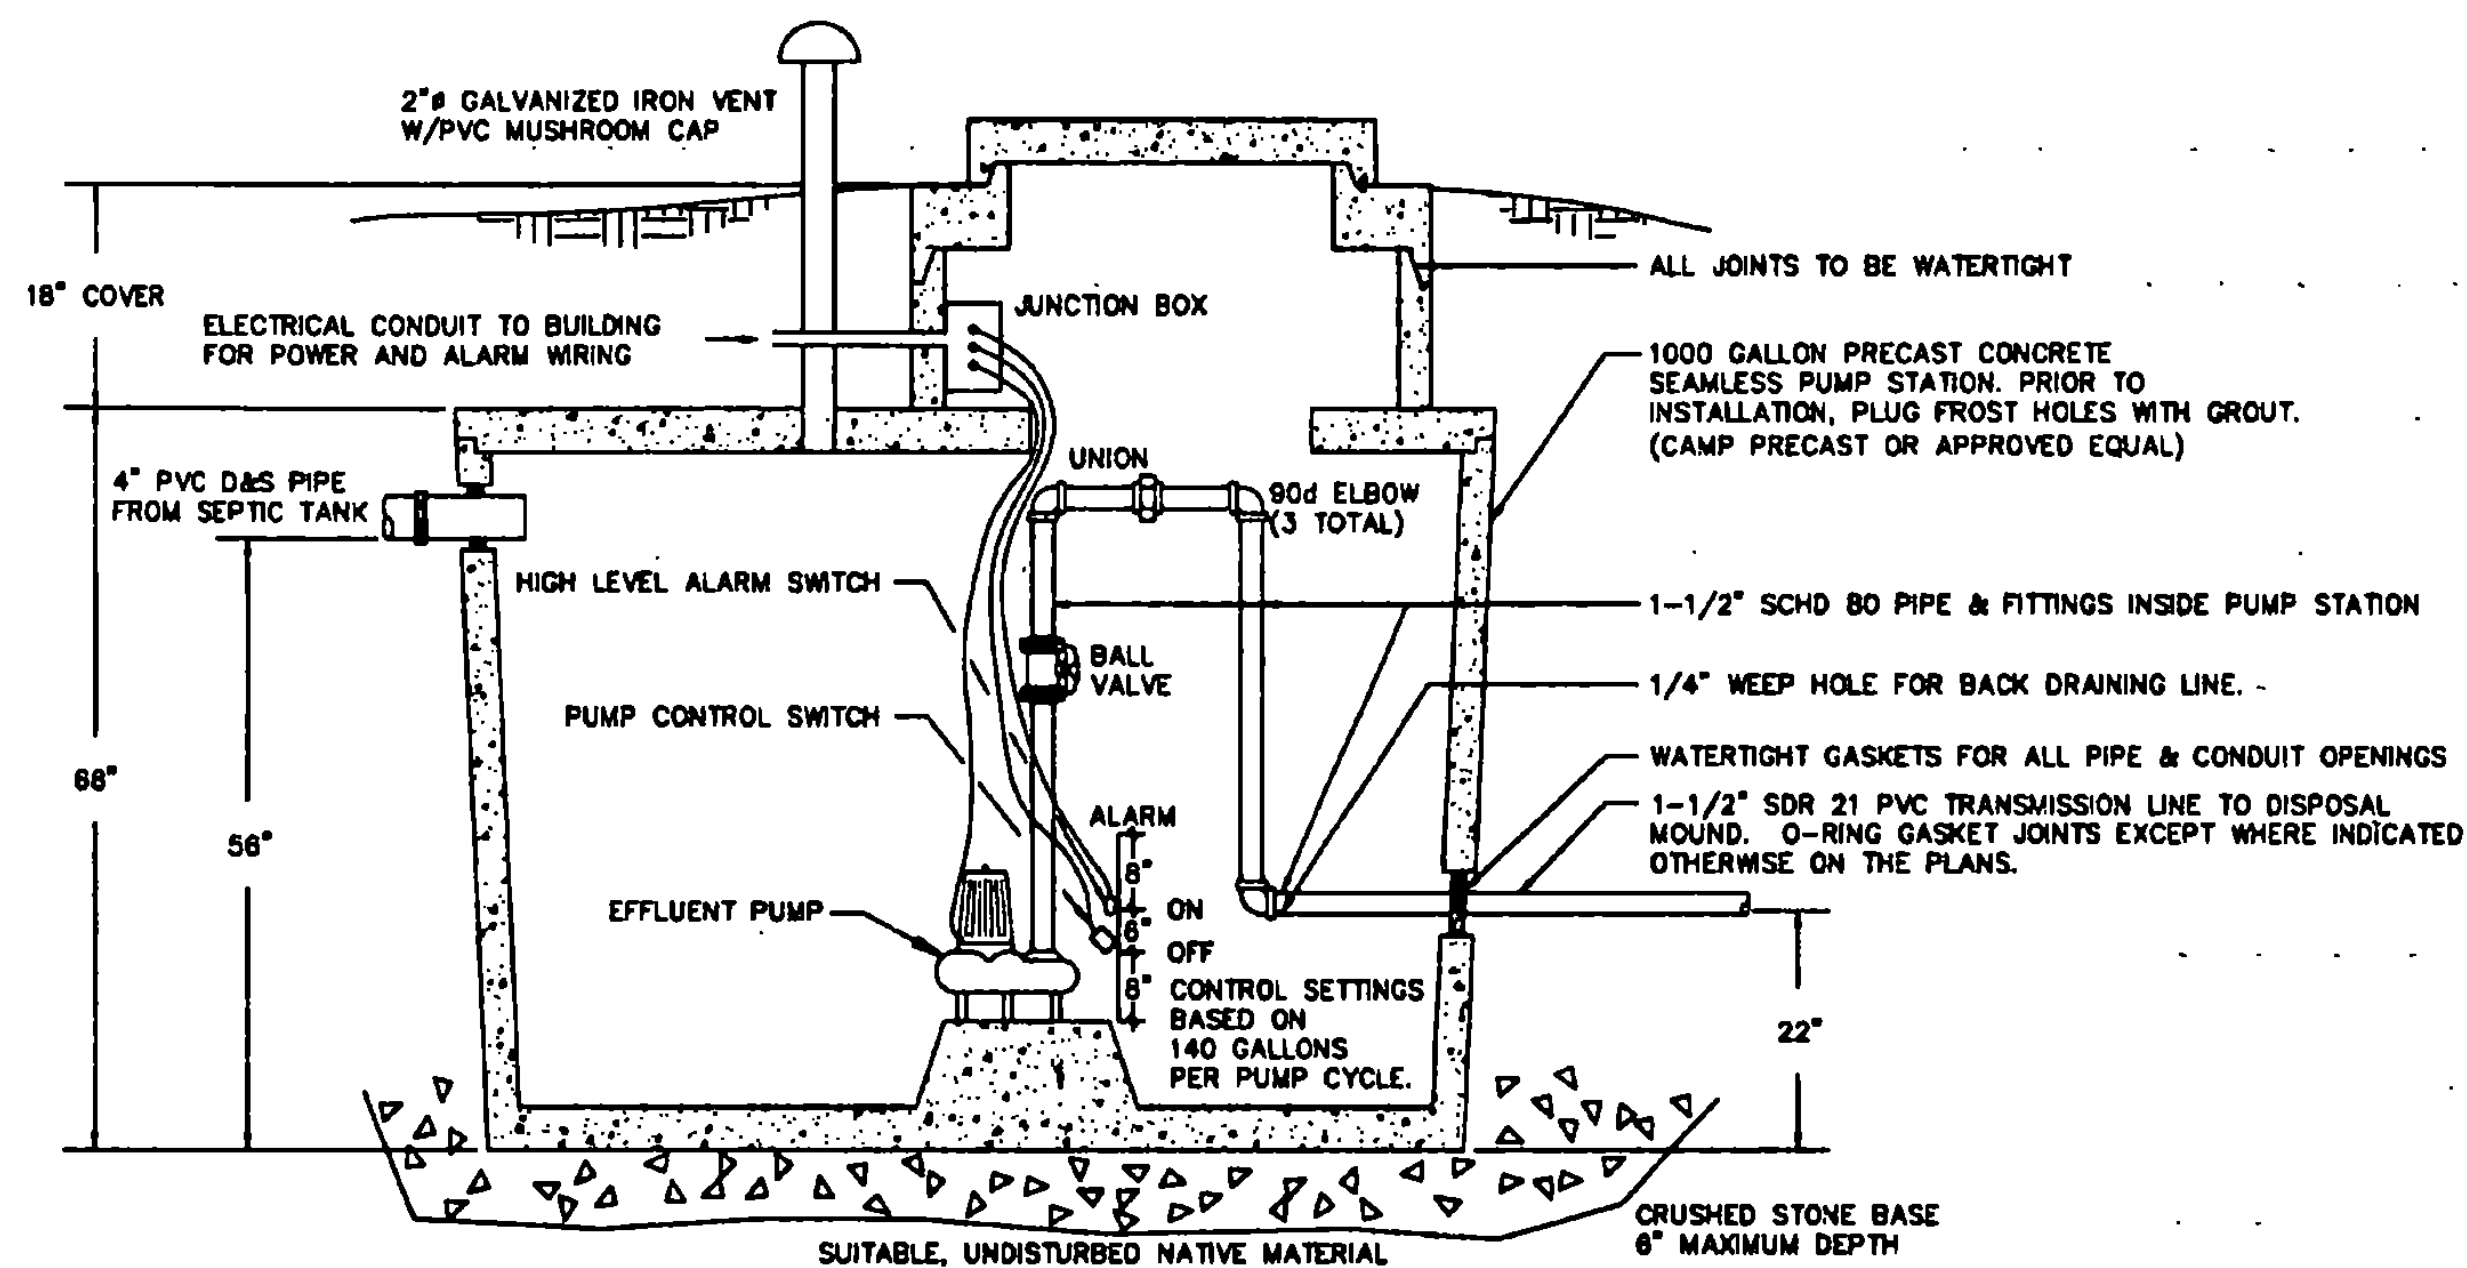 2"ø GALVANIZED IRON VENT
W/PVC MUSHROOM CAP
18" COVER
ELECTRICAL CONDUIT TO BUILDING
FOR POWER AND ALARM WIRING
JUNCTION BOX
ALL JOINTS TO BE WATERTIGHT
1000 GALLON PRECAST CONCRETE
SEAMLESS PUMP STATION. PRIOR TO
INSTALLATION, PLUG FROST HOLES WITH GROUT.
(CAMP PRECAST OR APPROVED EQUAL)
4" PVC D&S PIPE
FROM SEPTIC TANK
UNION
90d ELBOW
(3 TOTAL)
HIGH LEVEL ALARM SWITCH
1-1/2" SCHD 80 PIPE & FITTINGS INSIDE PUMP STATION
BALL
VALVE
1/4" WEEP HOLE FOR BACK DRAINING LINE.
PUMP CONTROL SWITCH
WATERTIGHT GASKETS FOR ALL PIPE & CONDUIT OPENINGS
68"
56"
1-1/2" SDR 21 PVC TRANSMISSION LINE TO DISPOSAL
MOUND. O-RING GASKET JOINTS EXCEPT WHERE INDICATED
OTHERWISE ON THE PLANS.
ALARM
8"
EFFLUENT PUMP
ON
6"
OFF
8"
CONTROL SETTINGS
BASED ON
140 GALLONS
PER PUMP CYCLE.
22"
CRUSHED STONE BASE
6" MAXIMUM DEPTH
SUITABLE, UNDISTURBED NATIVE MATERIAL